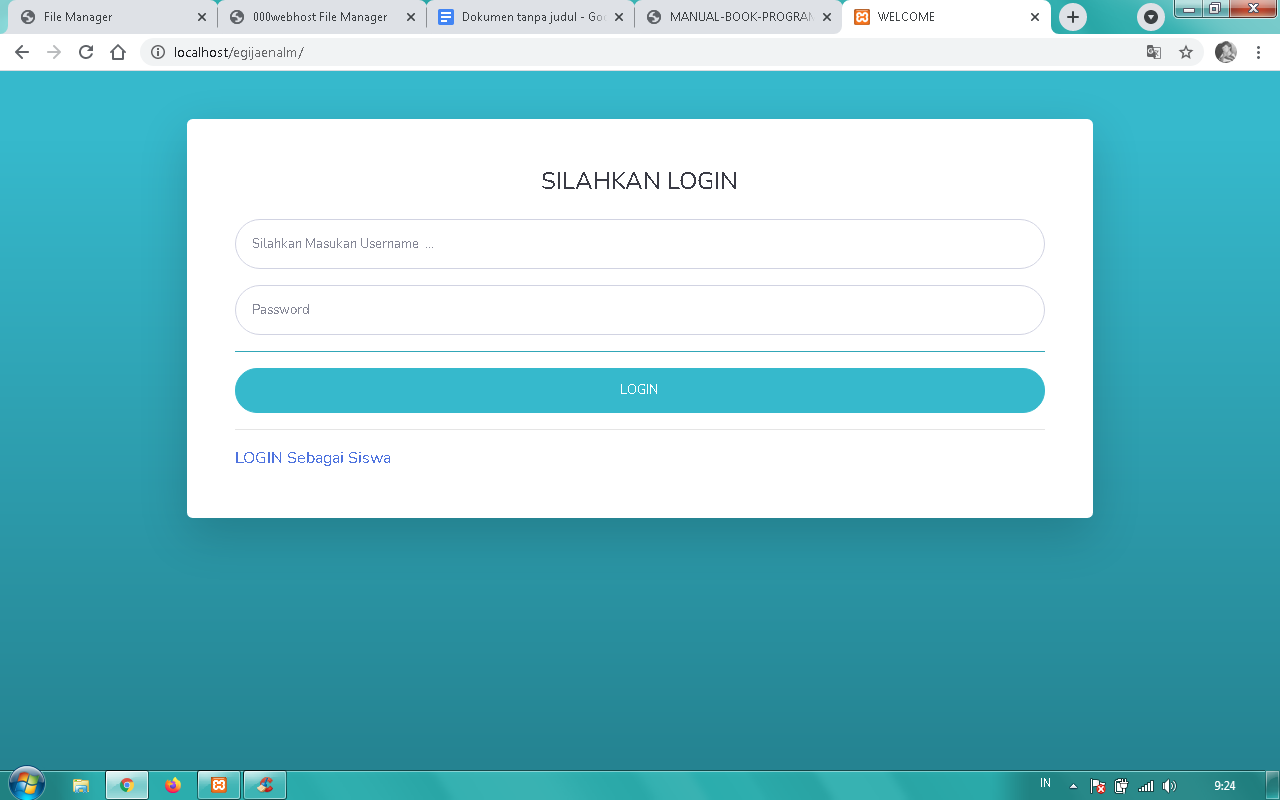 File Manager
000webhost File Manager
Dokumen tanpa judul - Goo
MANUAL-BOOK-PROGRAM
WELCOME
localhost/egijaenalm/
SILAHKAN LOGIN
Silahkan Masukan Username ...
Password
LOGIN
LOGIN Sebagai Siswa
IN
9:24